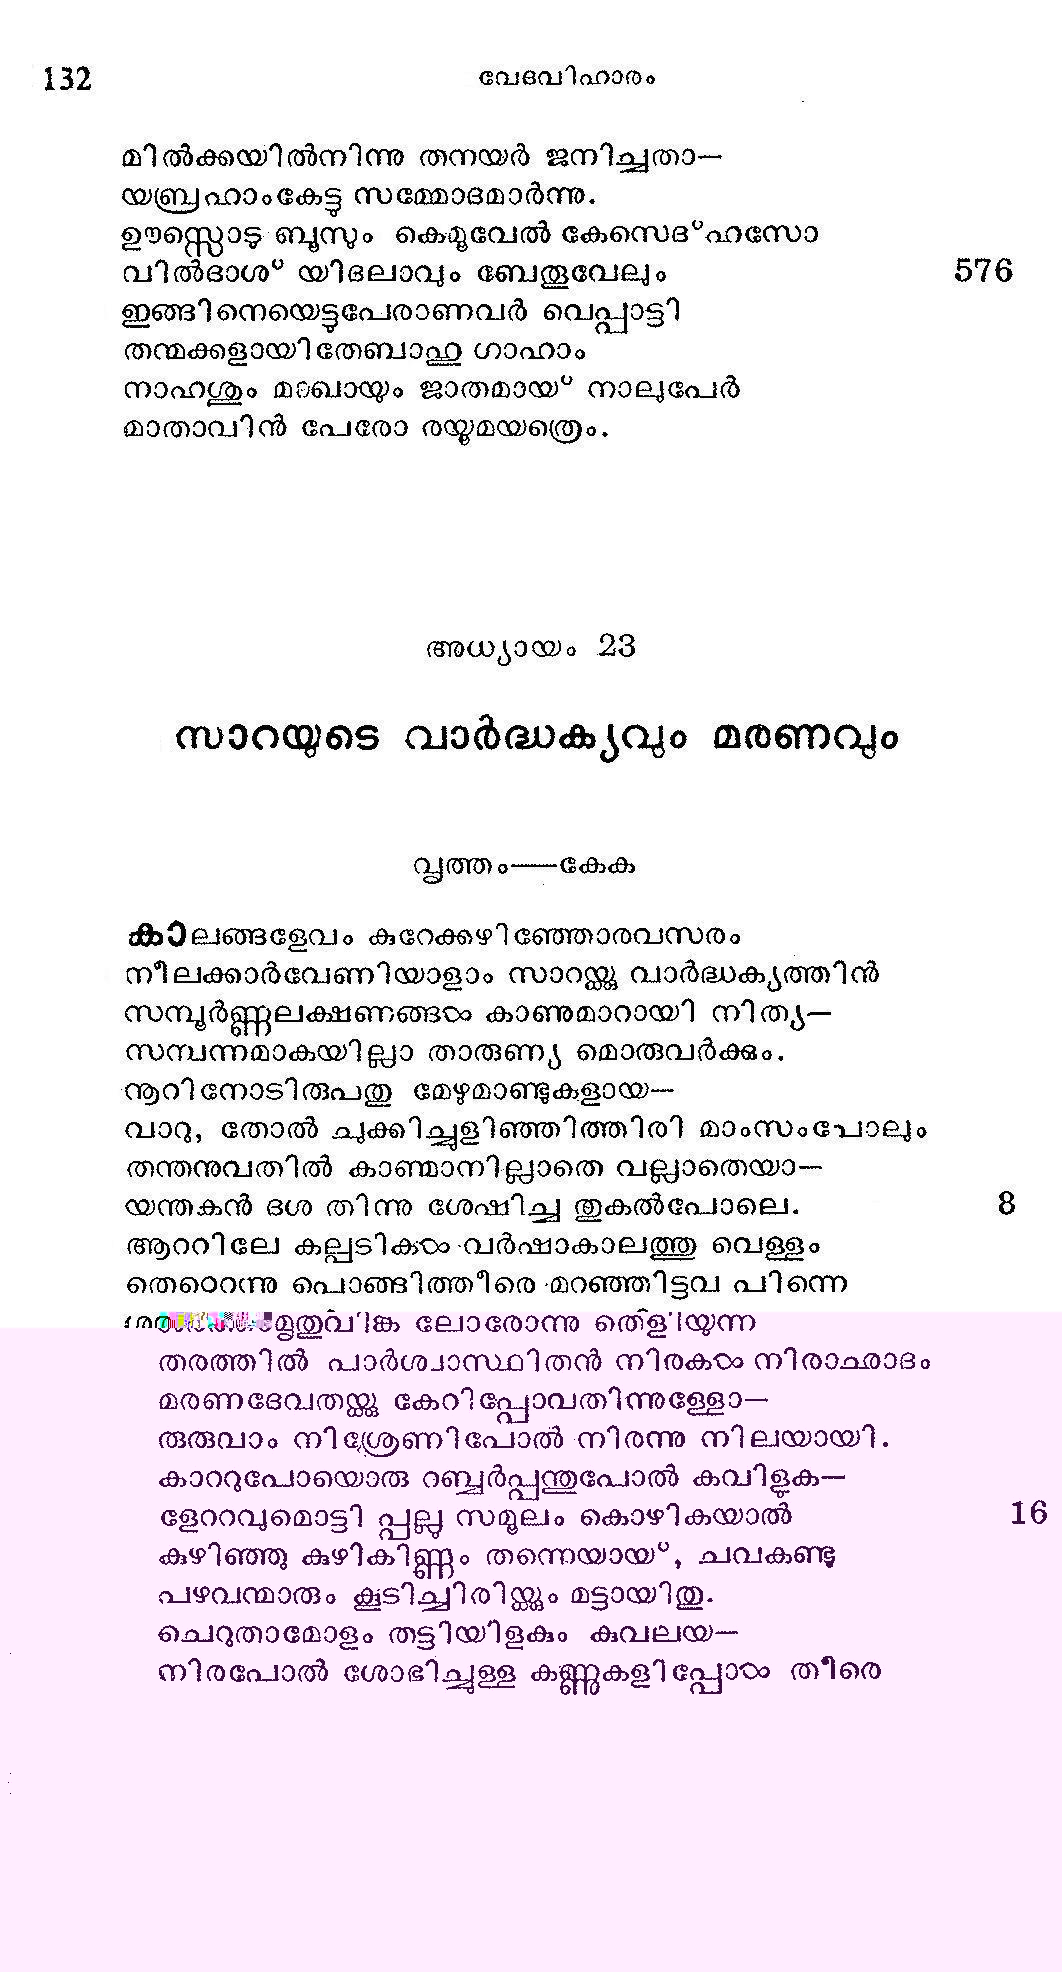 132 വേദവിഹാരം
മിൽക്കയിൽനിന്നു തനയർ ജനിച്ചതാ—
യബ്രഹാംകേട്ടു സമ്മോദമാർന്നു.
ഊസ്സൊടു ബൂസും കെമൂവേൽ കേസെദ്ഹസോ
വിൽദാശ് യിദലാവും ബേതൂവേലും 576
ഇങ്ങിനെയെട്ടുപേരാണവർ വെപ്പാട്ടി
തന്മക്കളായിതേബാഹു ഗാഹാം
നാഹശും മാഖായും ജാതമായ് നാലുപേർ
മാതാവിൻ പേരോ രയൂമയത്രെം.
അധ്യായം 23
സാറയുടെ വാർദ്ധക്യവും മരണവും
വൃത്തം—കേക
കാലങ്ങളേവം കുറേക്കഴിഞ്ഞോരവസരം
നീലക്കാർവേണിയാളാം സാറയ്ക്കു വാർദ്ധക്യത്തിൻ
സമ്പൂർണ്ണലക്ഷണങ്ങൾ കാണുമാറായി നിത്യ—
സമ്പന്നമാകയില്ലാ താരുണ്യ മൊരുവർക്കും.
നൂറിനോടിരുപതു മേഴുമാണ്ടുകളായ—
വാറു, തോൽ ചുക്കിച്ചുളിഞ്ഞിത്തിരി മാംസംപോലും
തന്തനുവതിൽ കാണ്മാനില്ലാതെ വല്ലാതെയാ—
യന്തകൻ ദശ തിന്നു ശേഷിച്ച തുകൽപോലെ. 8
ആററിലേ കല്പടികൾ വർഷാകാലത്തു വെള്ളം
തെറെറന്നു പൊങ്ങിത്തീരെ മറഞ്ഞിട്ടവ പിന്നെ
മൃതുവിങ്ക ലോരോന്നു തെളിയുന്ന
തരത്തിൽ പാർശ്വാസ്ഥിതൻ നിരകൾ നിരാഛാദം
മരണദേവതയ്ക്കു കേറിപ്പോവതിന്നുള്ളോ—
രുരുവാം നിശ്രേണിപോൽ നിരന്നു നിലയായി.
കാററുപോയൊരു റബ്ബർപ്പന്തുപോൽ കവിളുക—
ളേററവുമൊട്ടി പ്പല്ലു സമൂലം കൊഴികയാൽ
16
കുഴിഞ്ഞു കുഴികിണ്ണം തന്നെയായ്, ചവകണ്ടു
പഴവന്മാരും കൂടിച്ചിരിയ്ക്കും മട്ടായിതു.
ചെറുതാമോളം തട്ടിയിളകും കുവലയ—
നിരപോൽ ശോഭിച്ചുള്ള കണ്ണുകളിപ്പോൾ തീരെ